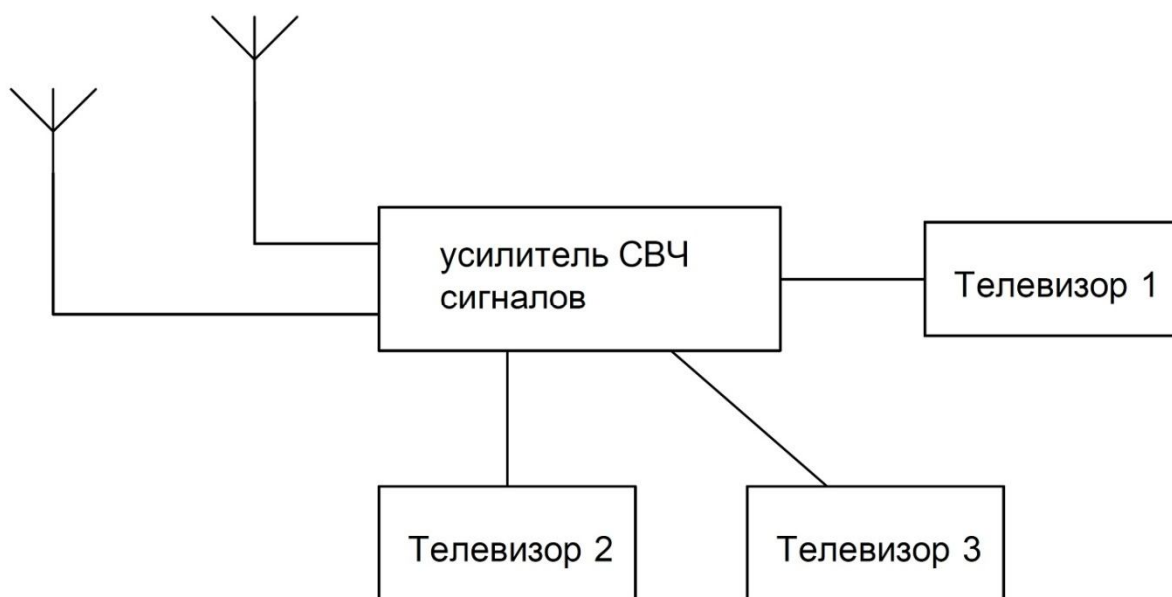 усилитель СВЧ
сигналов
Телевизор 1
Телевизор 2
Телевизор 3